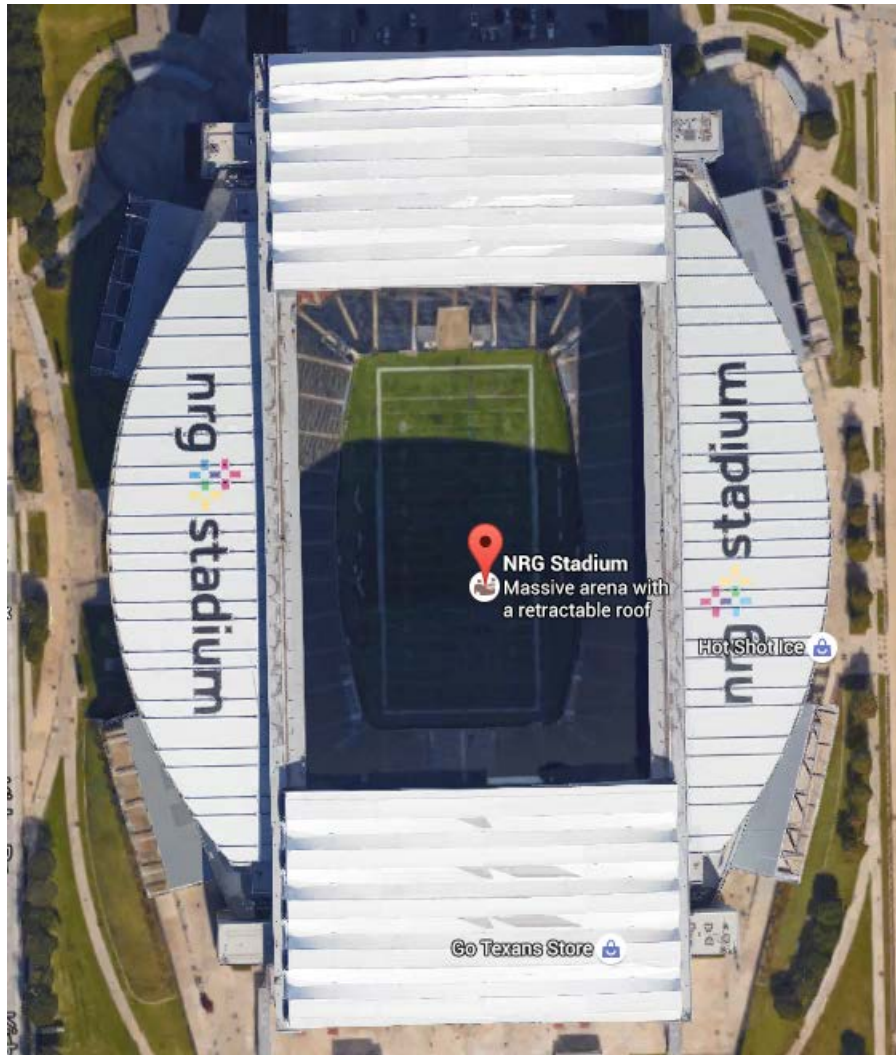 nrg stadium
nrg stadium
NRG Stadium
Massive arena with
a retractable roof
Hot Shot Ice
Go Texans Store